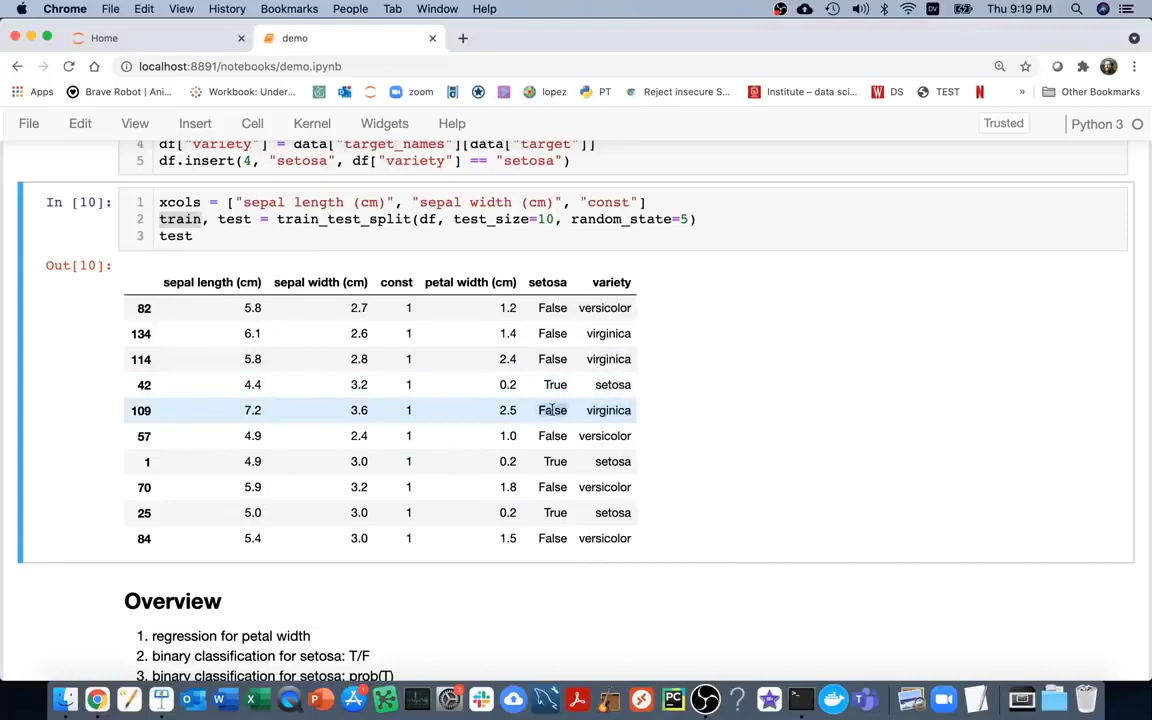 Chrome File Edit View History Bookmarks People Tab Window Help Thu 9:19 PM
Home demo
localhost:8891/notebooks/demo.ipynb
Apps Brave Robot | Ani... Workbook: Under... zoom lopez PT Reject insecure S... Institute – data sci... DS TEST » Other Bookmarks
File Edit View Insert Cell Kernel Widgets Help Trusted Python 3
4 df["variety"] = data["target_names"][data["target"]]
5 df.insert(4, "setosa", df["variety"] == "setosa")
In [10]: 1 xcols = ["sepal length (cm)", "sepal width (cm)", "const"]
2 train, test = train_test_split(df, test_size=10, random_state=5)
3 test
Out[10]:
sepal length (cm) sepal width (cm) const petal width (cm) setosa variety
82 5.8 2.7 1 1.2 False versicolor
134 6.1 2.6 1 1.4 False virginica
114 5.8 2.8 1 2.4 False virginica
42 4.4 3.2 1 0.2 True setosa
109 7.2 3.6 1 2.5 False virginica
57 4.9 2.4 1 1.0 False versicolor
1 4.9 3.0 1 0.2 True setosa
70 5.9 3.2 1 1.8 False versicolor
25 5.0 3.0 1 0.2 True setosa
84 5.4 3.0 1 1.5 False versicolor
Overview
1. regression for petal width
2. binary classification for setosa: T/F
3. binary classification for setosa: prob(T)